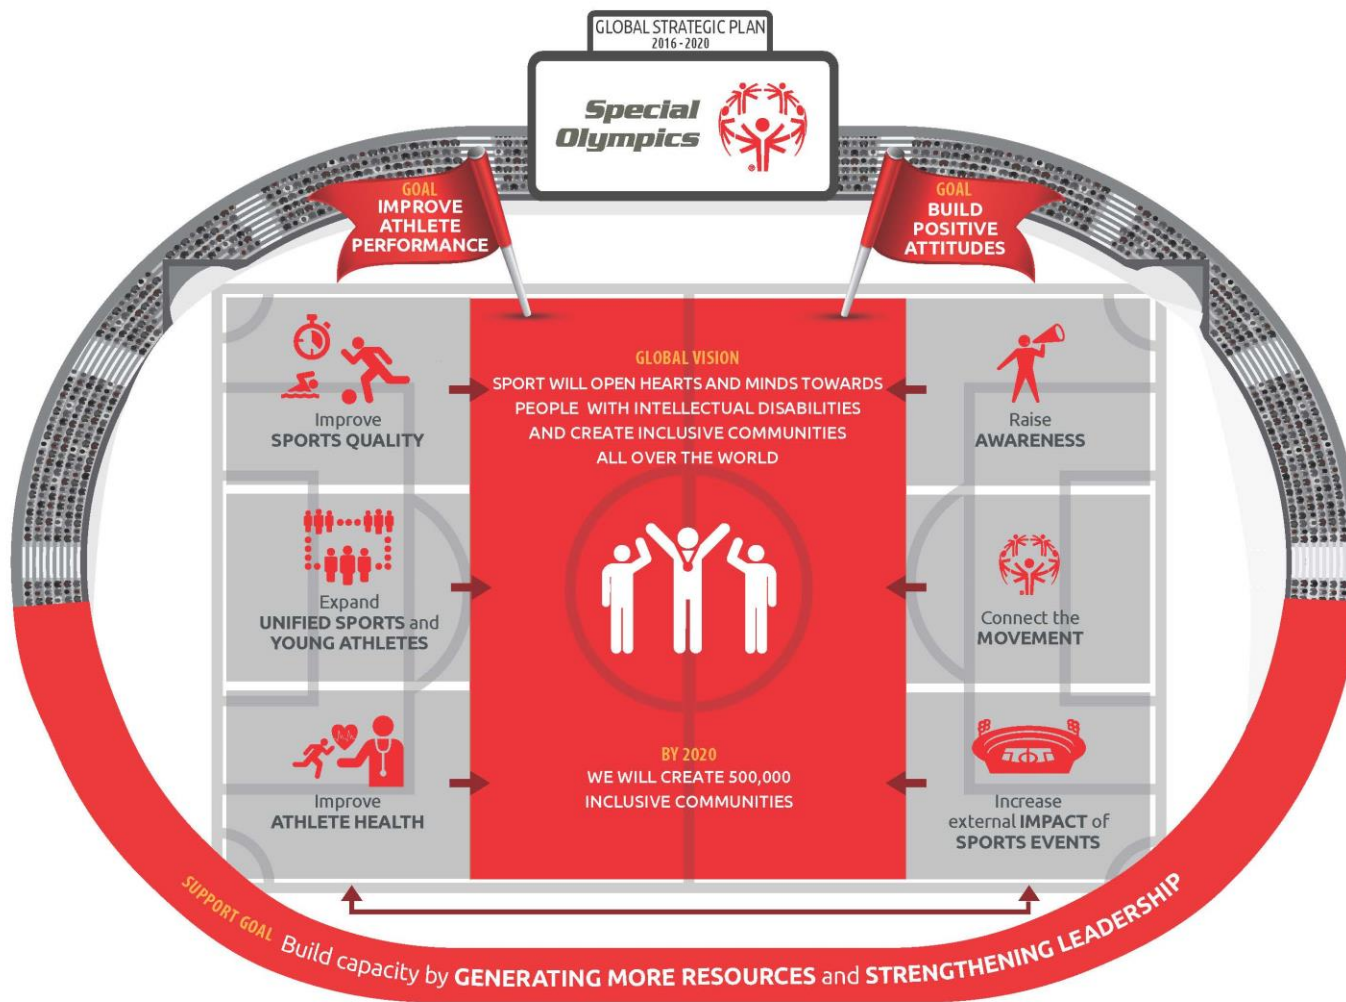 GLOBAL STRATEGIC PLAN
2016 - 2020
Special
Olympics
GOAL
IMPROVE
ATHLETE
PERFORMANCE
GOAL
BUILD
POSITIVE
ATTITUDES
GLOBAL VISION
SPORT WILL OPEN HEARTS AND MINDS TOWARDS
PEOPLE WITH INTELLECTUAL DISABILITIES
AND CREATE INCLUSIVE COMMUNITIES
ALL OVER THE WORLD
Improve
SPORTS QUALITY
Expand
UNIFIED SPORTS and
YOUNG ATHLETES
Improve
ATHLETE HEALTH
BY 2020
WE WILL CREATE 500,000
INCLUSIVE COMMUNITIES
Raise
AWARENESS
Connect the
MOVEMENT
Increase
external IMPACT of
SPORTS EVENTS
SUPPORT GOAL Build capacity by GENERATING MORE RESOURCES and STRENGTHENING LEADERSHIP